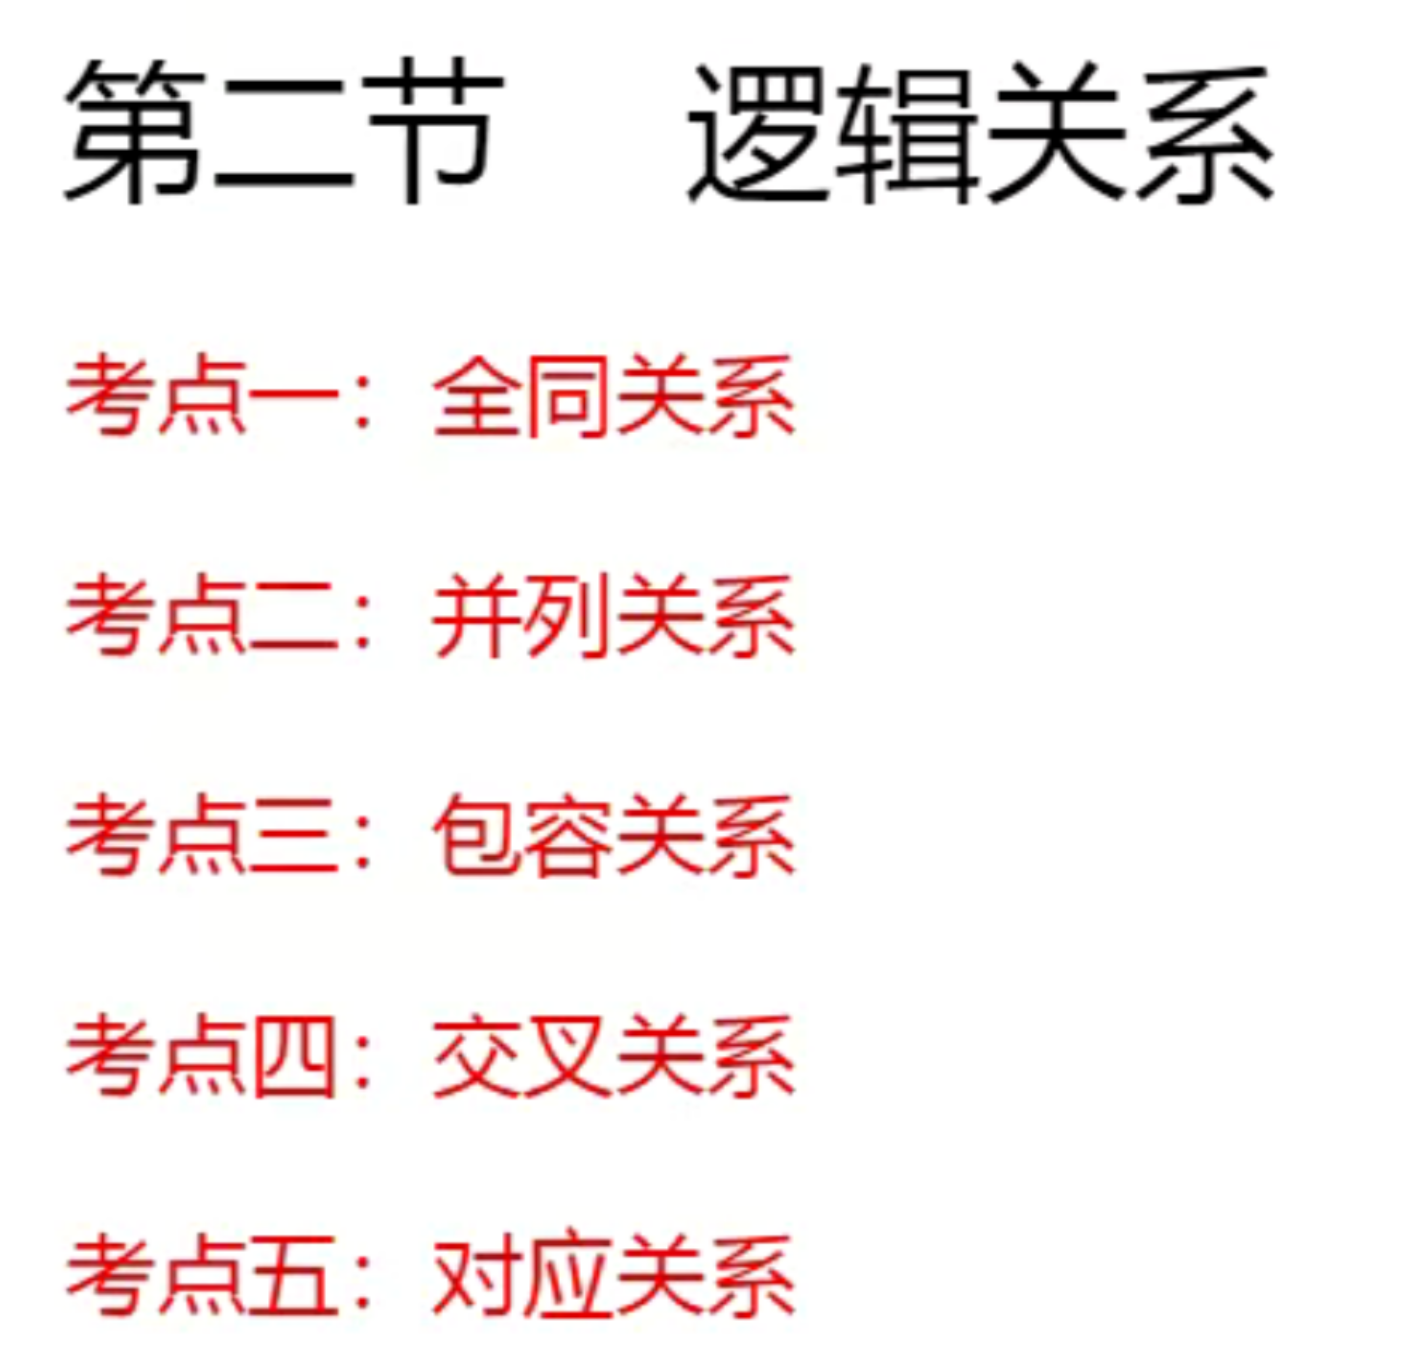 第二节 逻辑关系
考点一：全同关系
考点二：并列关系
考点三：包容关系
考点四：交叉关系
考点五：对应关系